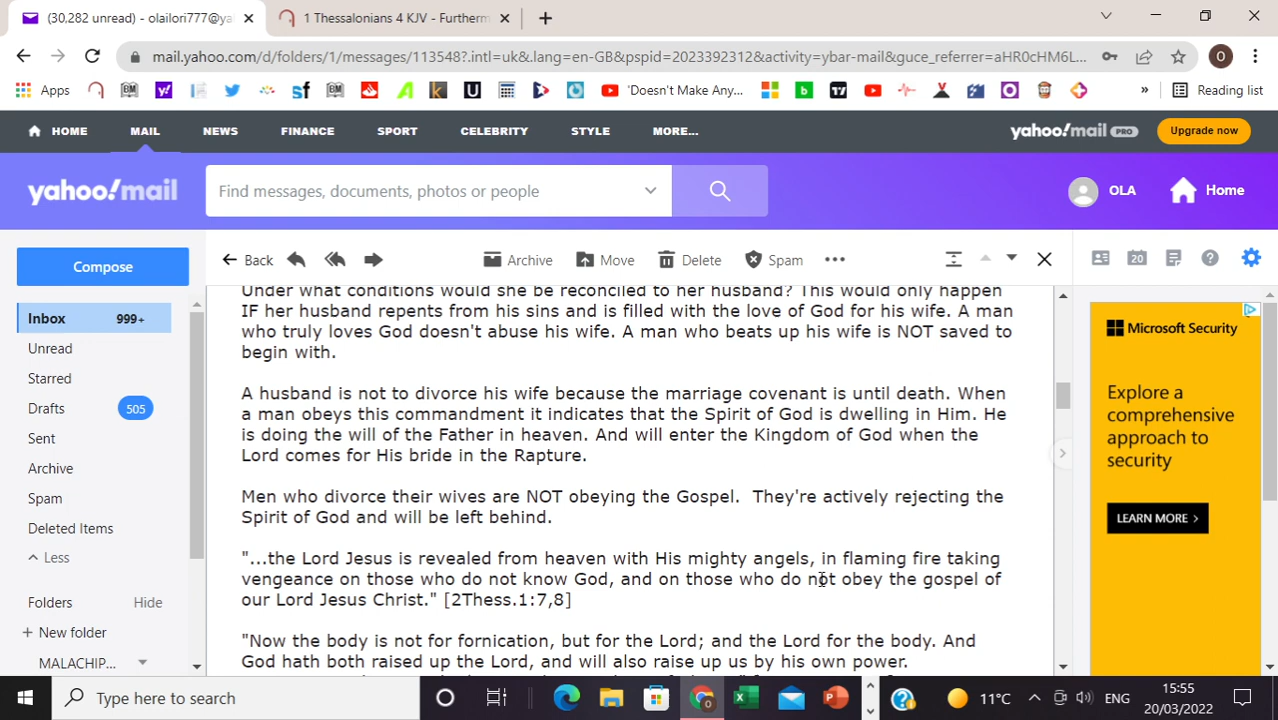 (30,282 unread) - olailori777@ya
1 Thessalonians 4 KJV - Furtherm
mail.yahoo.com/d/folders/1/messages/113548?.intl=uk&.lang=en-GB&pspid=2023392312&activity=ybar-mail&guce_referrer=aHR0cHM6L...
Apps
'Doesn't Make Any...
Reading list
HOME MAIL NEWS FINANCE SPORT CELEBRITY STYLE MORE...
yahoo!mail PRO
Upgrade now
yahoo!mail
Find messages, documents, photos or people
OLA
Home
Compose
Back
Archive
Move
Delete
Spam
20
Inbox 999+
Unread
Starred
Drafts 505
Sent
Archive
Spam
Deleted Items
Less
Folders Hide
New folder
MALACHIP...
Under what conditions would she be reconciled to her husband? This would only happen
IF her husband repents from his sins and is filled with the love of God for his wife. A man
who truly loves God doesn't abuse his wife. A man who beats up his wife is NOT saved to
begin with.
A husband is not to divorce his wife because the marriage covenant is until death. When
a man obeys this commandment it indicates that the Spirit of God is dwelling in Him. He
is doing the will of the Father in heaven. And will enter the Kingdom of God when the
Lord comes for His bride in the Rapture.
Men who divorce their wives are NOT obeying the Gospel. They're actively rejecting the
Spirit of God and will be left behind.
"...the Lord Jesus is revealed from heaven with His mighty angels, in flaming fire taking
vengeance on those who do not know God, and on those who do not obey the gospel of
our Lord Jesus Christ." [2Thess.1:7,8]
"Now the body is not for fornication, but for the Lord; and the Lord for the body. And
God hath both raised up the Lord, and will also raise up us by his own power.
Microsoft Security
Explore a
comprehensive
approach to
security
LEARN MORE
Type here to search
11°C
ENG
15:55
20/03/2022